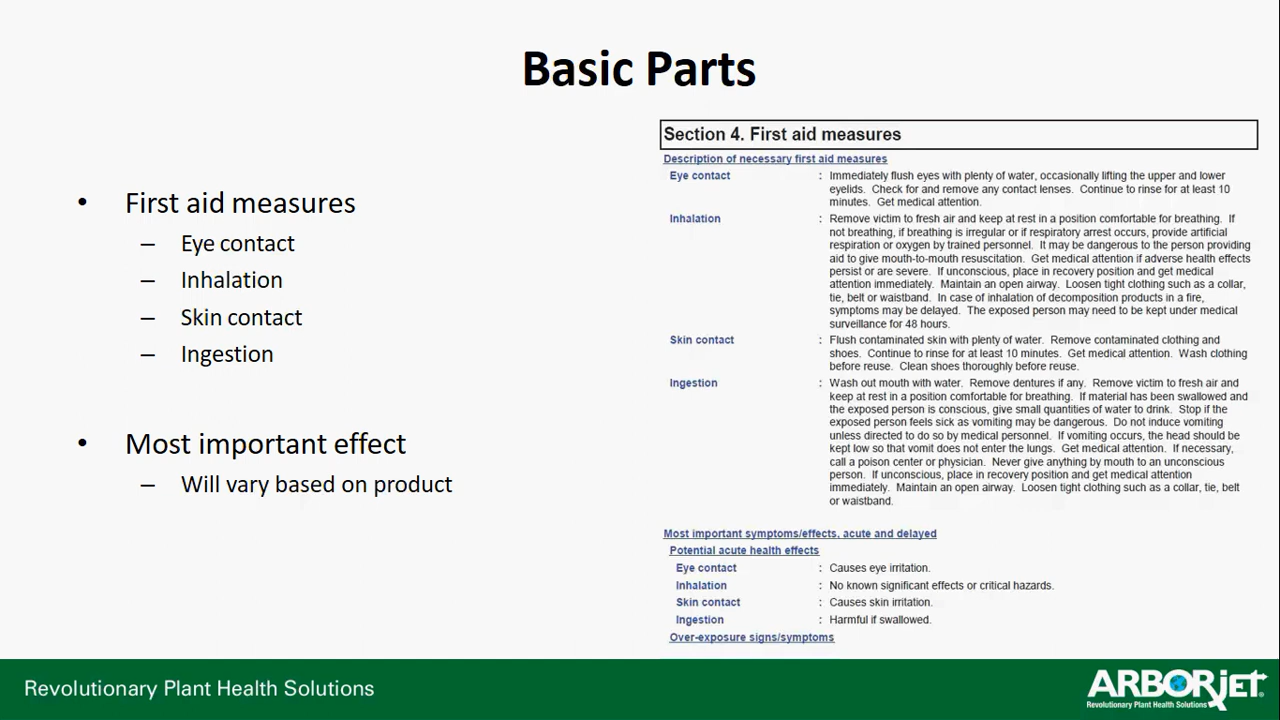 Basic Parts
• First aid measures
– Eye contact
– Inhalation
– Skin contact
– Ingestion
• Most important effect
– Will vary based on product
Section 4. First aid measures
Description of necessary first aid measures
Eye contact : Immediately flush eyes with plenty of water, occasionally lifting the upper and lower
eyelids. Check for and remove any contact lenses. Continue to rinse for at least 10
minutes. Get medical attention.
Inhalation : Remove victim to fresh air and keep at rest in a position comfortable for breathing. If
not breathing, if breathing is irregular or if respiratory arrest occurs, provide artificial
respiration or oxygen by trained personnel. It may be dangerous to the person providing
aid to give mouth-to-mouth resuscitation. Get medical attention if adverse health effects
persist or are severe. If unconscious, place in recovery position and get medical
attention immediately. Maintain an open airway. Loosen tight clothing such as a collar,
tie, belt or waistband. In case of inhalation of decomposition products in a fire,
symptoms may be delayed. The exposed person may need to be kept under medical
surveillance for 48 hours.
Skin contact : Flush contaminated skin with plenty of water. Remove contaminated clothing and
shoes. Continue to rinse for at least 10 minutes. Get medical attention. Wash clothing
before reuse. Clean shoes thoroughly before reuse.
Ingestion : Wash out mouth with water. Remove dentures if any. Remove victim to fresh air and
keep at rest in a position comfortable for breathing. If material has been swallowed and
the exposed person is conscious, give small quantities of water to drink. Stop if the
exposed person feels sick as vomiting may be dangerous. Do not induce vomiting
unless directed to do so by medical personnel. If vomiting occurs, the head should be
kept low so that vomit does not enter the lungs. Get medical attention. If necessary,
call a poison center or physician. Never give anything by mouth to an unconscious
person. If unconscious, place in recovery position and get medical attention
immediately. Maintain an open airway. Loosen tight clothing such as a collar, tie, belt
or waistband.
Most important symptoms/effects, acute and delayed
Potential acute health effects
Eye contact : Causes eye irritation.
Inhalation : No known significant effects or critical hazards.
Skin contact : Causes skin irritation.
Ingestion : Harmful if swallowed.
Over-exposure signs/symptoms
Revolutionary Plant Health Solutions
ARBORjet®
Revolutionary Plant Health Solutions